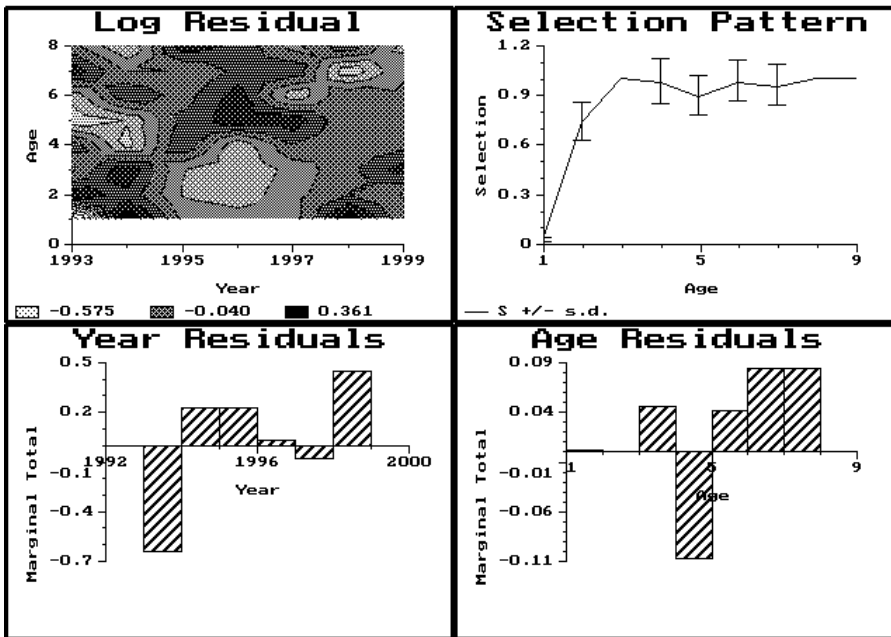 Log Residual
8
6
4
2
0
Age
1993 1995 1997 1999
Year
-0.575 -0.040 0.361
Selection Pattern
1.2
0.9
0.6
0.3
0
Selection
1 5 9
Age
S +/- s.d.
Year Residuals
0.5
0.2
-0.1
-0.4
-0.7
Marginal Total
1992 1996 2000
Year
Age Residuals
0.09
0.04
-0.01
-0.06
-0.11
Marginal Total
1 5 9
Age